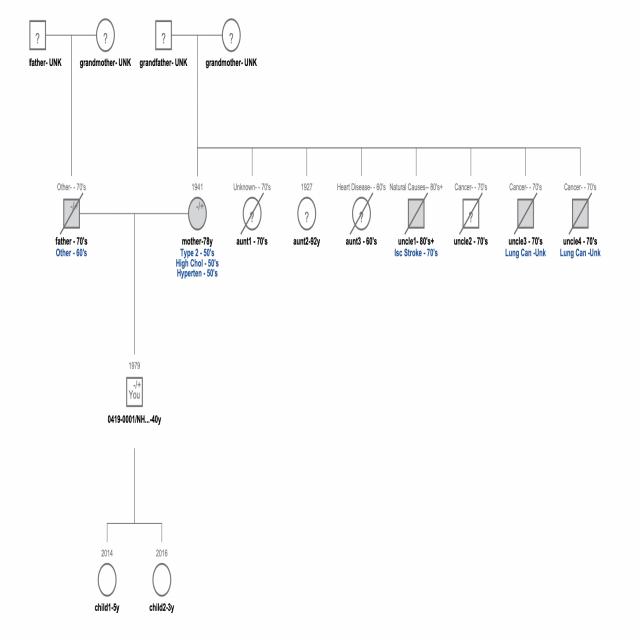 ? ? ? ?
father- UNK grandmother- UNK grandfather- UNK grandmother- UNK
Other- - 70's 1941 Unknown- - 70's 1927 Heart Disease- - 60's Natural Causes-- 80's+ Cancer- - 70's Cancer- - 70's Cancer- - 70's
-/+ -/+ ? ? ? ?
father - 70's mother-78y aunt1 - 70's aunt2-92y aunt3 - 60's uncle1- 80's+ uncle2 - 70's uncle3 - 70's uncle4 - 70's
Other - 60's Type 2 - 50's Isc Stroke - 70's Lung Can -Unk Lung Can -Unk
High Chol - 50's
Hyperten - 50's
1979
-/+
You
0419-0001/NH...-40y
2014 2016
child1-5y child2-3y